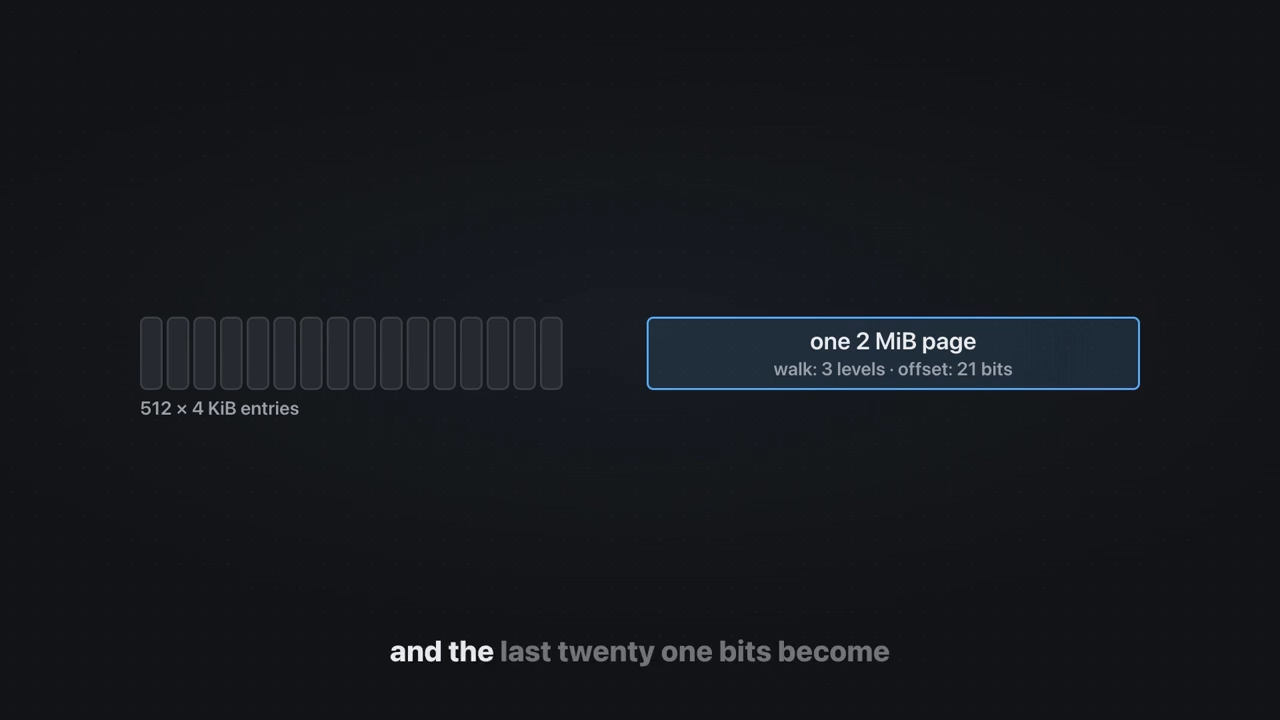 one 2 MiB page
walk: 3 levels · offset: 21 bits
512 × 4 KiB entries
and the last twenty one bits become